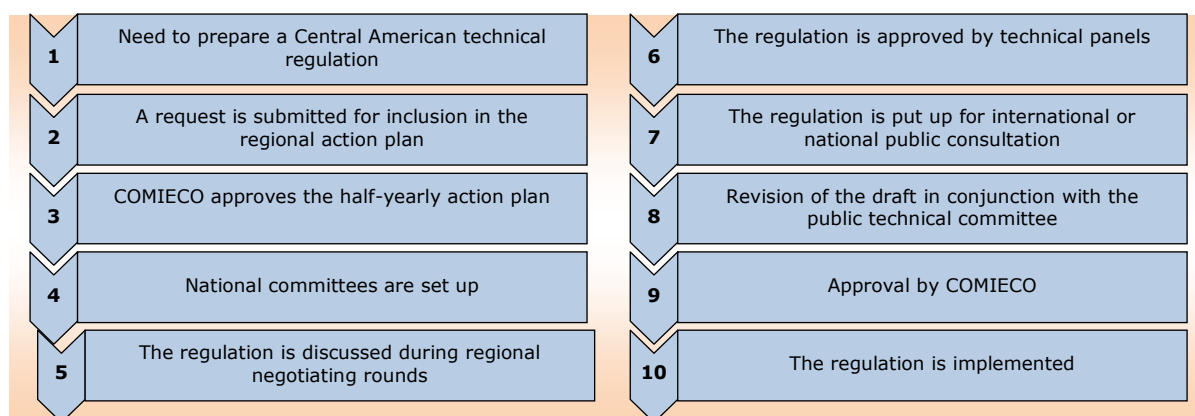 1
Need to prepare a Central American technical
regulation
2
A request is submitted for inclusion in the
regional action plan
3
COMIECO approves the half-yearly action plan
4
National committees are set up
5
The regulation is discussed during regional
negotiating rounds
6
The regulation is approved by technical panels
7
The regulation is put up for international or
national public consultation
8
Revision of the draft in conjunction with the
public technical committee
9
Approval by COMIECO
10
The regulation is implemented